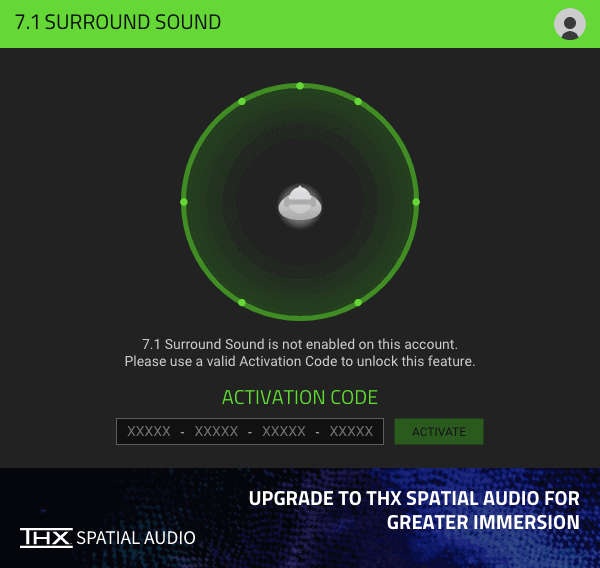 7.1 SURROUND SOUND
7.1 Surround Sound is not enabled on this account.
Please use a valid Activation Code to unlock this feature.
ACTIVATION CODE
XXXXX - XXXXX - XXXXX - XXXXX
ACTIVATE
UPGRADE TO THX SPATIAL AUDIO FOR
GREATER IMMERSION
THX SPATIAL AUDIO